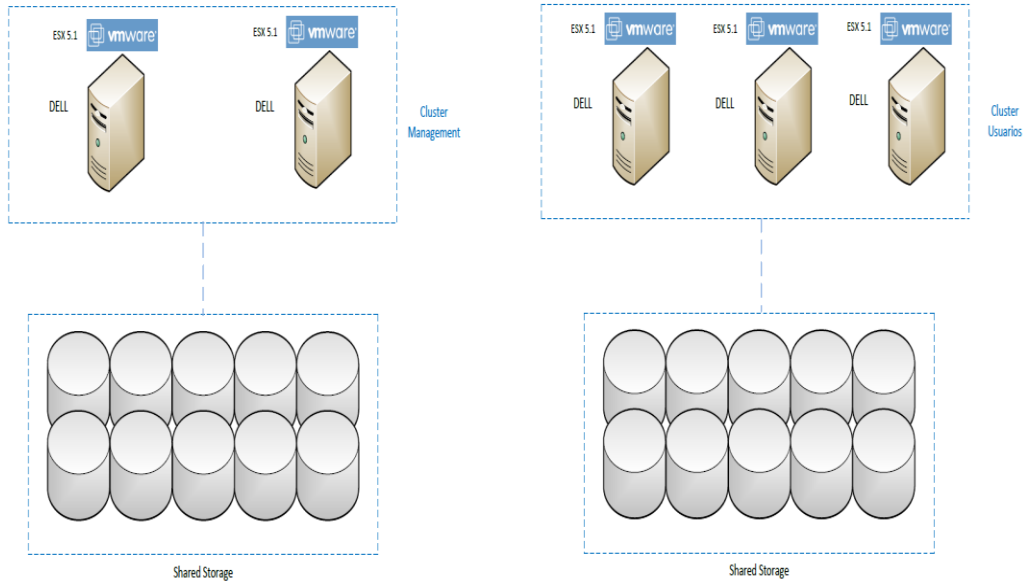 ESX 5.1 vmware
ESX 5.1 vmware
DELL
DELL
Cluster
Management
Shared Storage
ESX 5.1 vmware
ESX 5.1 vmware
ESX 5.1 vmware
DELL
DELL
DELL
Cluster
Usuarios
Shared Storage